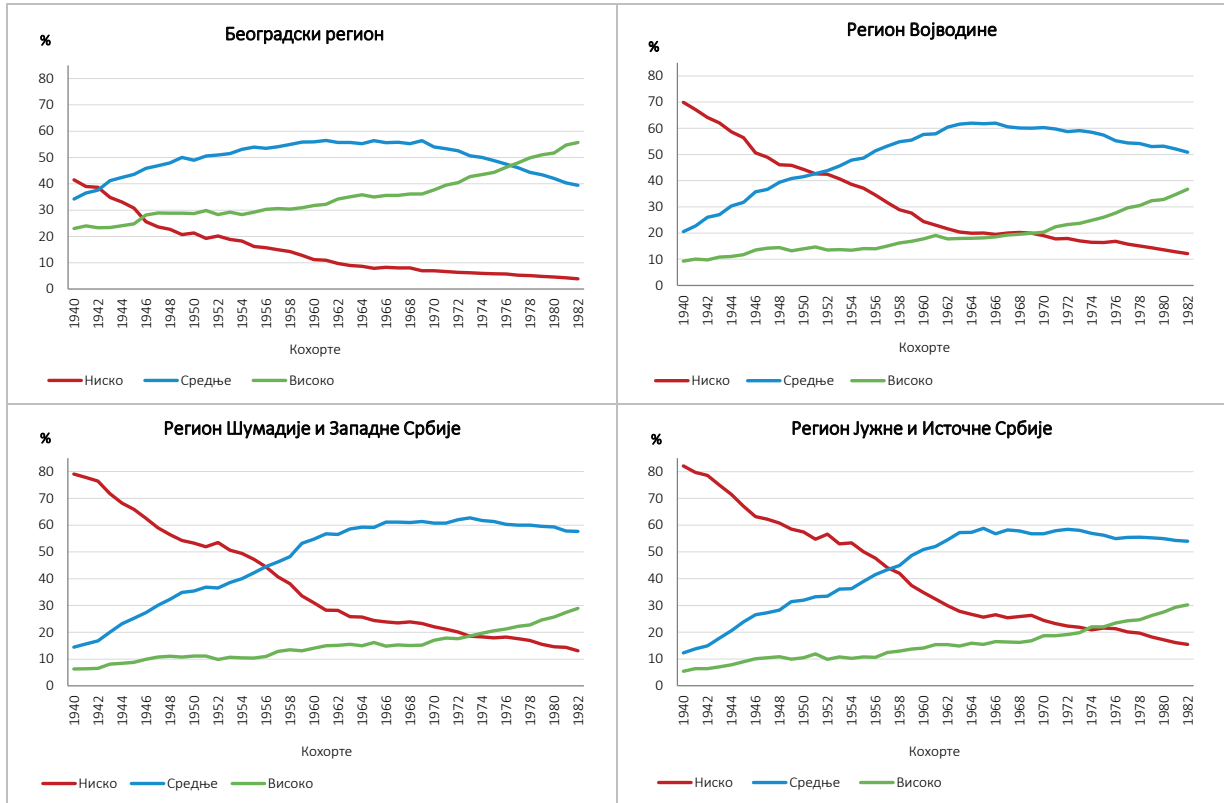 Београдски регион
%
80
70
60
50
40
30
20
10
0
1940 1942 1944 1946 1948 1950 1952 1954 1956 1958 1960 1962 1964 1966 1968 1970 1972 1974 1976 1978 1980 1982
Кохорте
Ниско Средње Високо
Регион Војводине
%
80
70
60
50
40
30
20
10
0
1940 1942 1944 1946 1948 1950 1952 1954 1956 1958 1960 1962 1964 1966 1968 1970 1972 1974 1976 1978 1980 1982
Кохорте
Ниско Средње Високо
Регион Шумадије и Западне Србије
%
80
70
60
50
40
30
20
10
0
1940 1942 1944 1946 1948 1950 1952 1954 1956 1958 1960 1962 1964 1966 1968 1970 1972 1974 1976 1978 1980 1982
Кохорте
Ниско Средње Високо
Регион Јужне и Источне Србије
%
80
70
60
50
40
30
20
10
0
1940 1942 1944 1946 1948 1950 1952 1954 1956 1958 1960 1962 1964 1966 1968 1970 1972 1974 1976 1978 1980 1982
Кохорте
Ниско Средње Високо